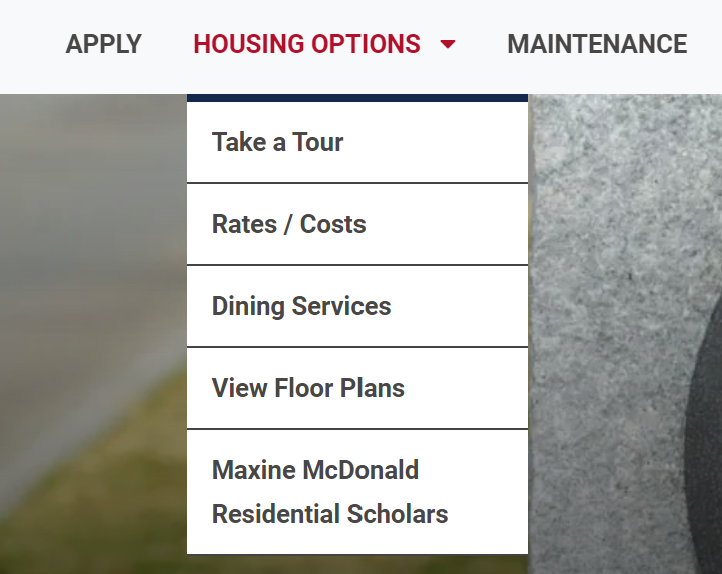 APPLY HOUSING OPTIONS MAINTENANCE
Take a Tour
Rates / Costs
Dining Services
View Floor Plans
Maxine McDonald
Residential Scholars